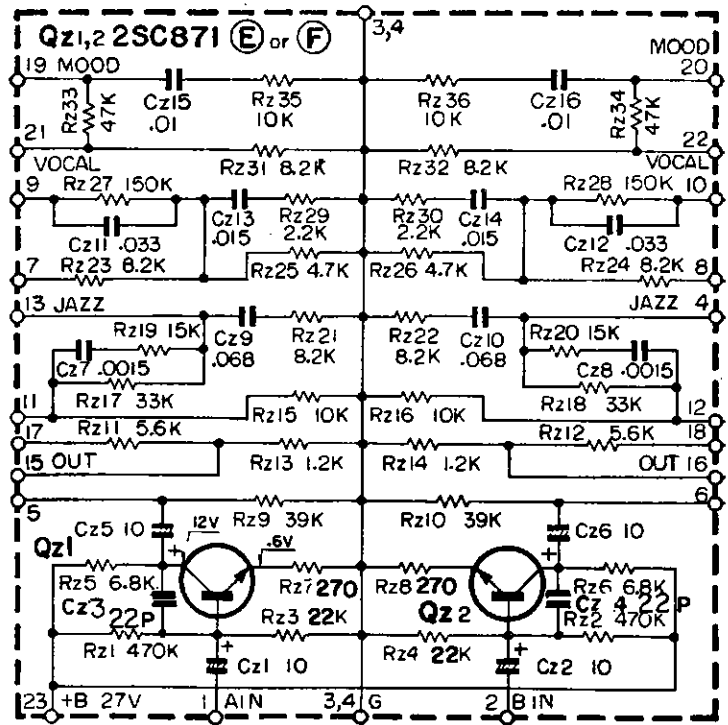 Qz1,2 2SC871 E or F
3,4
MOOD
19 MOOD
20
Cz15
.01
Rz35
10K
Rz36
10K
Cz16
.01
Rz33
47K
Rz34
47K
21
22
VOCAL
Rz31 8.2K
Rz32 8.2K
VOCAL
9
Rz27 150K
Rz28 150K
10
Cz13
.015
Rz29
2.2K
Rz30
2.2K
Cz14
.015
Cz11 .033
Cz12 .033
7
Rz23 8.2K
Rz25 4.7K
Rz26 4.7K
Rz24 8.2K
8
13 JAZZ
JAZZ 4
Rz19 15K
Cz9
.068
Rz21
8.2K
Rz22
8.2K
Cz10
.068
Rz20 15K
Cz7 .0015
Cz8 .0015
Rz17 33K
Rz18 33K
11
Rz15 10K
Rz16 10K
12
17
Rz11 5.6K
Rz12 5.6K
18
15 OUT
Rz13 1.2K
Rz14 1.2K
OUT 16
5
6
Cz5 10
Rz9 39K
Rz10 39K
Cz6 10
+
12V
.6V
+
Qz1
Rz5 6.8K
Rz7 270
Rz8 270
Rz6 6.8K
Cz3
22P
Qz2
Cz4 22P
Rz3 22K
Rz2 470K
Rz1 470K
+
Rz4 22K
+
Cz1 10
Cz2 10
23 +B 27V
1 A IN
3,4 G
2 B IN